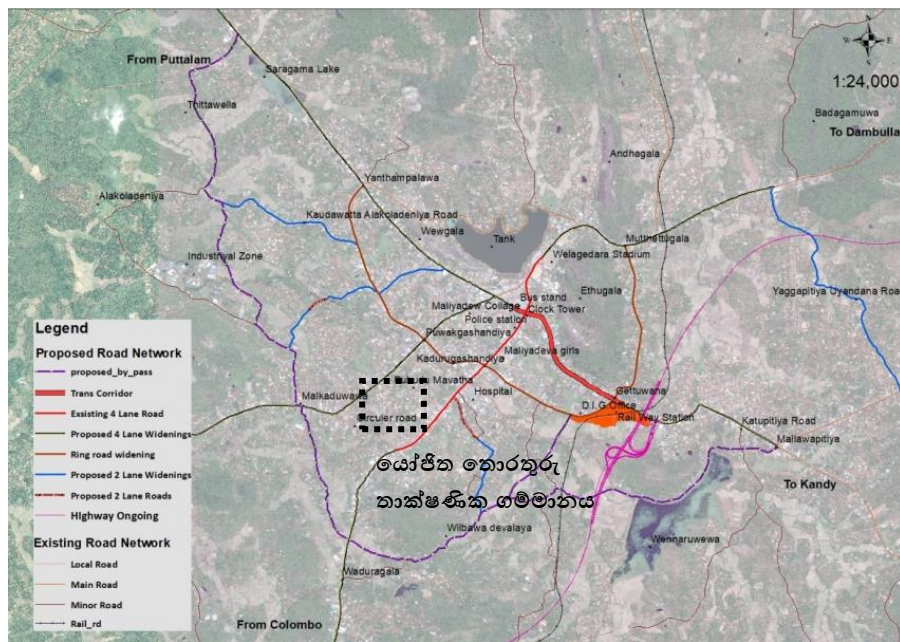 From Puttalam
Saragama Lake
W E
1:24,000
Thittawella
Badagamuwa
To Dambulla
Andhagala
Yanthampalawa
Alakoladeniya
Kaudawatta Alakoladeniya Road
Wewgala
Tank
Mutthettugala
Welagedara Stadium
Industriyal Zone
Yaggapitiya Uyandana Road
Bus stand
Ethugala
Maliyadew Collage
Clock Tower
Police station
Puwakgashandiya
Maliyadeva girls
Kadurugashandiya
Mavatha
Hospital
Gettuwana
Malkaduwawa
D.I.G Office
Rail Way Station
Katupitiya Road
Circuler road
Mallawapitiya
යෝජිත තොරතුරු
තාක්ෂණික ගම්මානය
To Kandy
Wilbawa devalaya
Wennaruwewa
Waduragala
From Colombo
Legend
Proposed Road Network
proposed_by_pass
Trans Corridor
Exsisting 4 Lane Road
Proposed 4 Lane Widenings
Ring road widening
Proposed 2 Lane Widenings
Proposed 2 Lane Roads
Highway Ongoing
Existing Road Network
Local Road
Main Road
Minor Road
Rail_rd